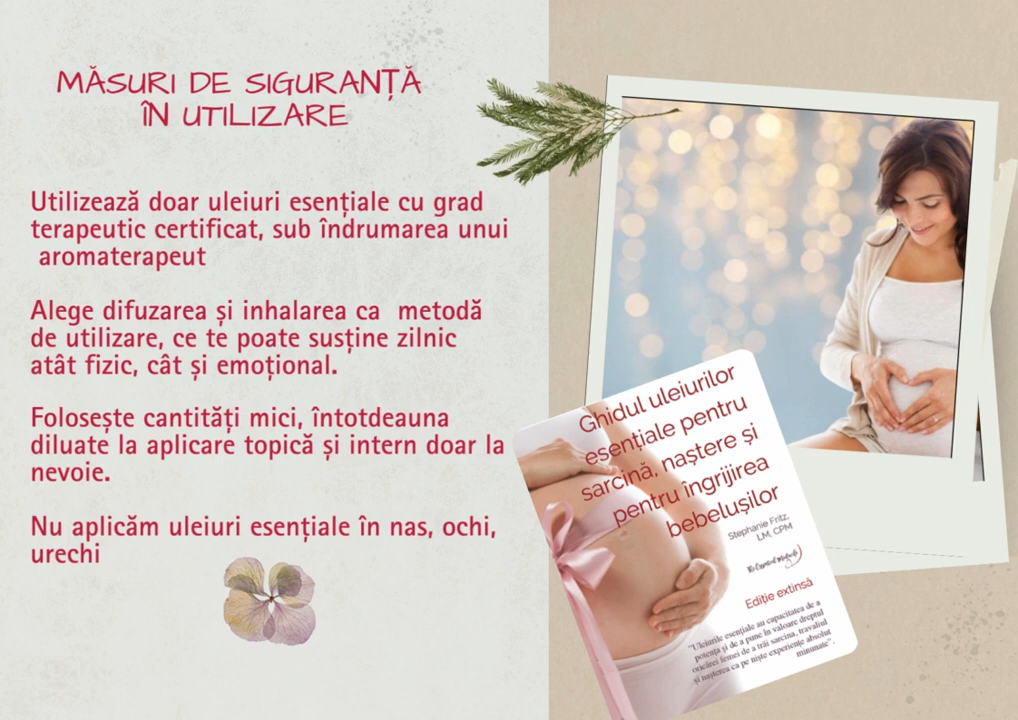 MĂSURI DE SIGURANȚĂ
ÎN UTILIZARE
Utilizează doar uleiuri esențiale cu grad
terapeutic certificat, sub îndrumarea unui
aromaterapeut
Alege difuzarea și inhalarea ca metodă
de utilizare, ce te poate susține zilnic
atât fizic, cât și emoțional.
Folosește cantități mici, întotdeauna
diluate la aplicare topică și intern doar la
nevoie.
Nu aplicăm uleiuri esențiale în nas, ochi,
urechi
Ghidul uleiurilor
esențiale pentru
sarcină, naștere și
pentru îngrijirea
bebelușilor
Stephanie Fritz,
LM, CPM
Ediție extinsă
"Uleiurile esențiale au capacitatea de a
potența și de a pune în valoare dreptul
oricărei femei de a trăi sarcina, travaliul
și nașterea ca pe niște experiențe absolut
minunate".